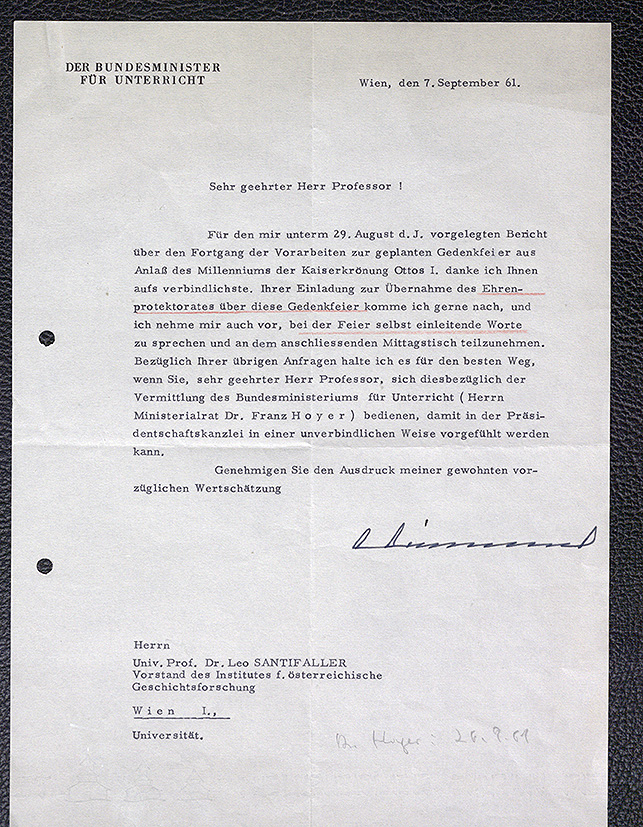 DER BUNDESMINISTER
FÜR UNTERRICHT
Wien, den 7. September 61.
Sehr geehrter Herr Professor !
Für den mir unterm 29. August d. J. vorgelegten Bericht
über den Fortgang der Vorarbeiten zur geplanten Gedenkfeier aus
Anlaß des Millenniums der Kaiserkrönung Ottos I. danke ich Ihnen
aufs verbindlichste. Ihrer Einladung zur Übernahme des Ehren-
protektorates über diese Gedenkfeier komme ich gerne nach, und
ich nehme mir auch vor, bei der Feier selbst einleitende Worte
zu sprechen und an dem anschliessenden Mittagstisch teilzunehmen.
Bezüglich Ihrer übrigen Anfragen halte ich es für den besten Weg,
wenn Sie, sehr geehrter Herr Professor, sich diesbezüglich der
Vermittlung des Bundesministeriums für Unterricht ( Herrn
Ministerialrat Dr. Franz H o y e r ) bedienen, damit in der Präsi-
dentschaftskanzlei in einer unverbindlichen Weise vorgefühlt werden
kann.
Genehmigen Sie den Ausdruck meiner gewohnten vor-
züglichen Wertschätzung
Herrn
Univ. Prof. Dr. Leo SANTIFALLER
Vorstand des Institutes f. österreichische
Geschichtsforschung
W i e n I.,
Universität.
Dr. Hoyer: 28.9.61